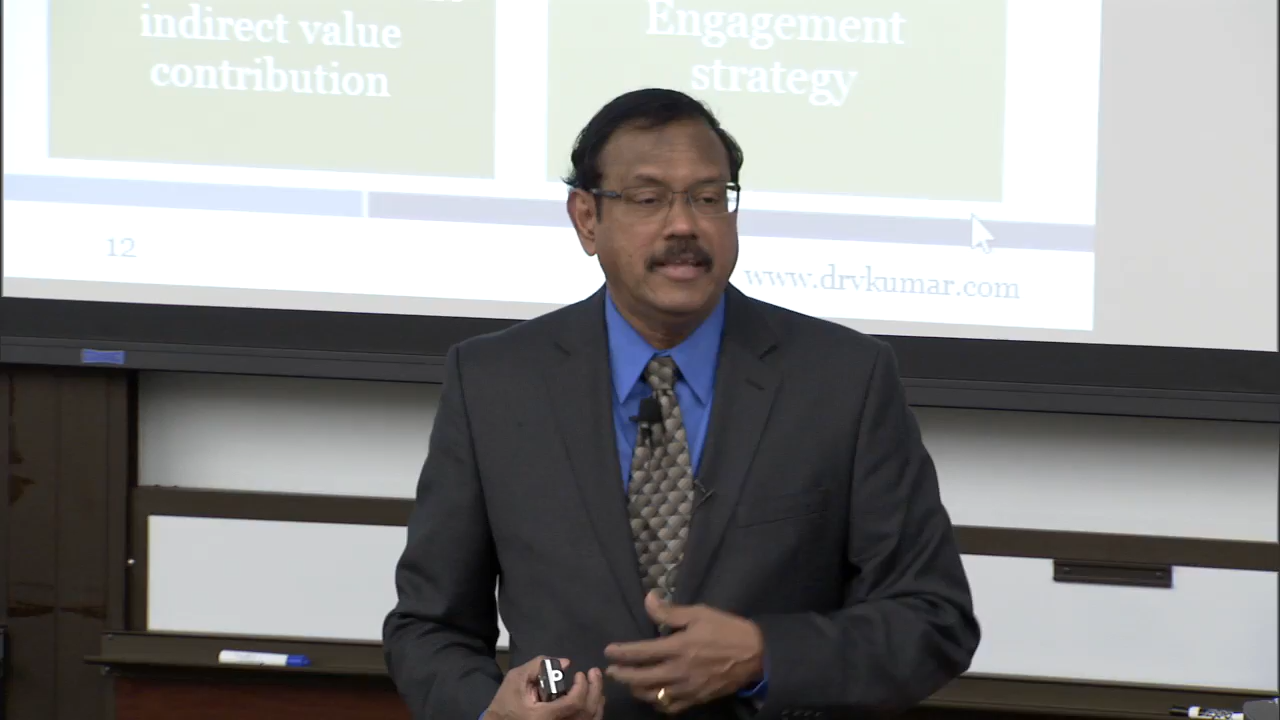 indirect value
contribution
Engagement
strategy
12
www.drvkumar.com